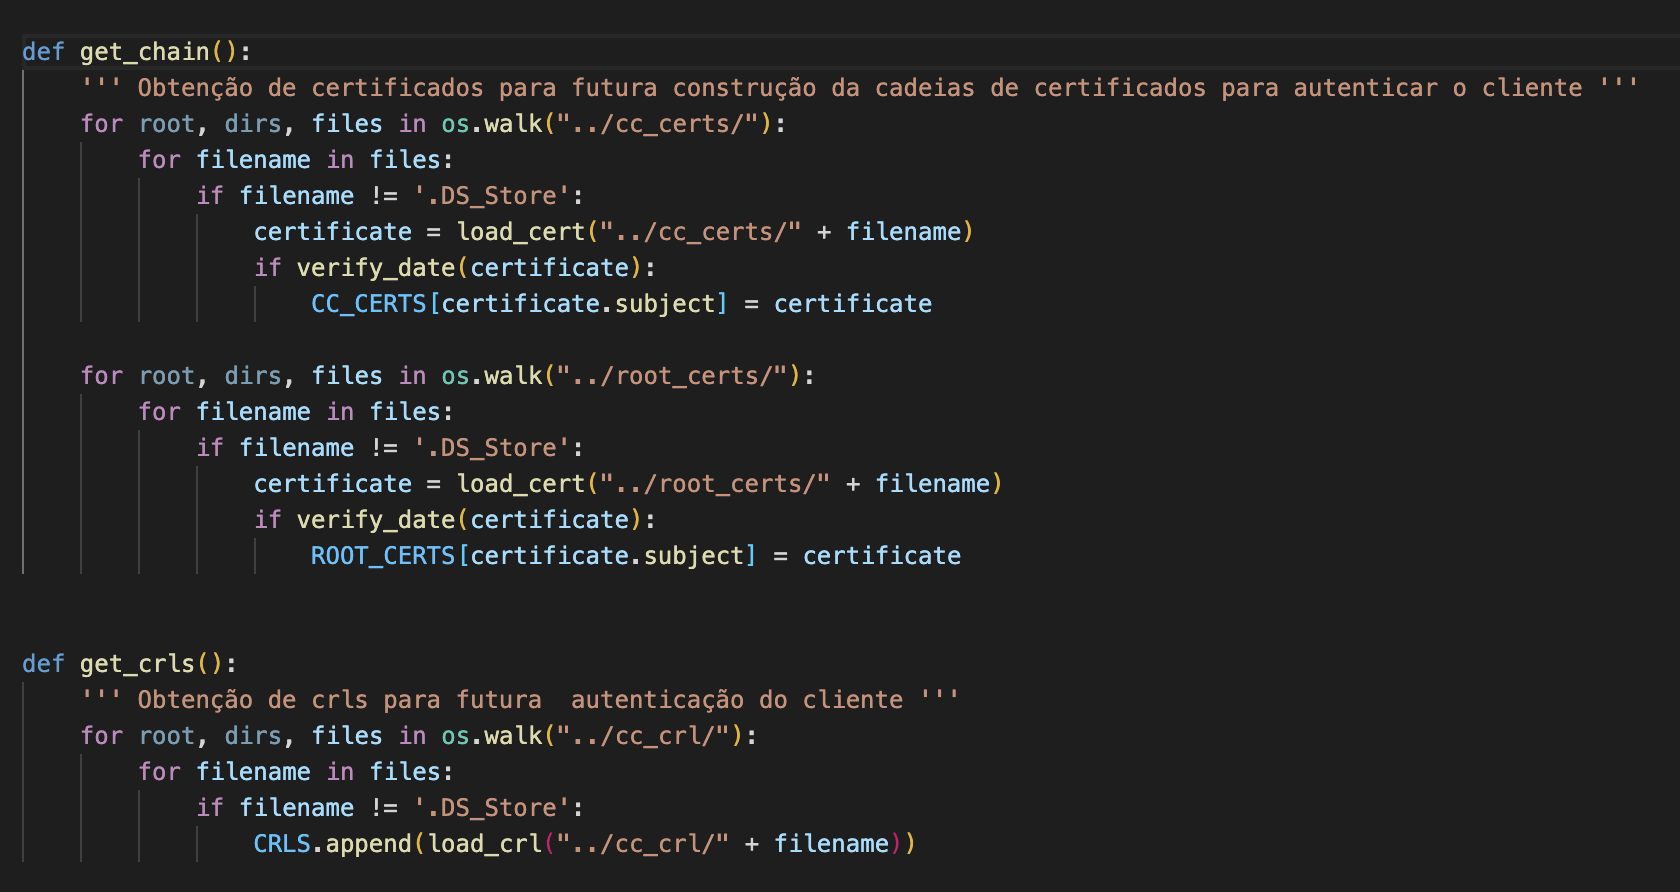 def get_chain():
    ''' Obtenção de certificados para futura construção da cadeias de certificados para autenticar o cliente '''
    for root, dirs, files in os.walk("../cc_certs/"):
        for filename in files:
            if filename != '.DS_Store':
                certificate = load_cert("../cc_certs/" + filename)
                if verify_date(certificate):
                    CC_CERTS[certificate.subject] = certificate
    for root, dirs, files in os.walk("../root_certs/"):
        for filename in files:
            if filename != '.DS_Store':
                certificate = load_cert("../root_certs/" + filename)
                if verify_date(certificate):
                    ROOT_CERTS[certificate.subject] = certificate
def get_crls():
    ''' Obtenção de crls para futura  autenticação do cliente '''
    for root, dirs, files in os.walk("../cc_crl/"):
        for filename in files:
            if filename != '.DS_Store':
                CRLS.append(load_crl("../cc_crl/" + filename))